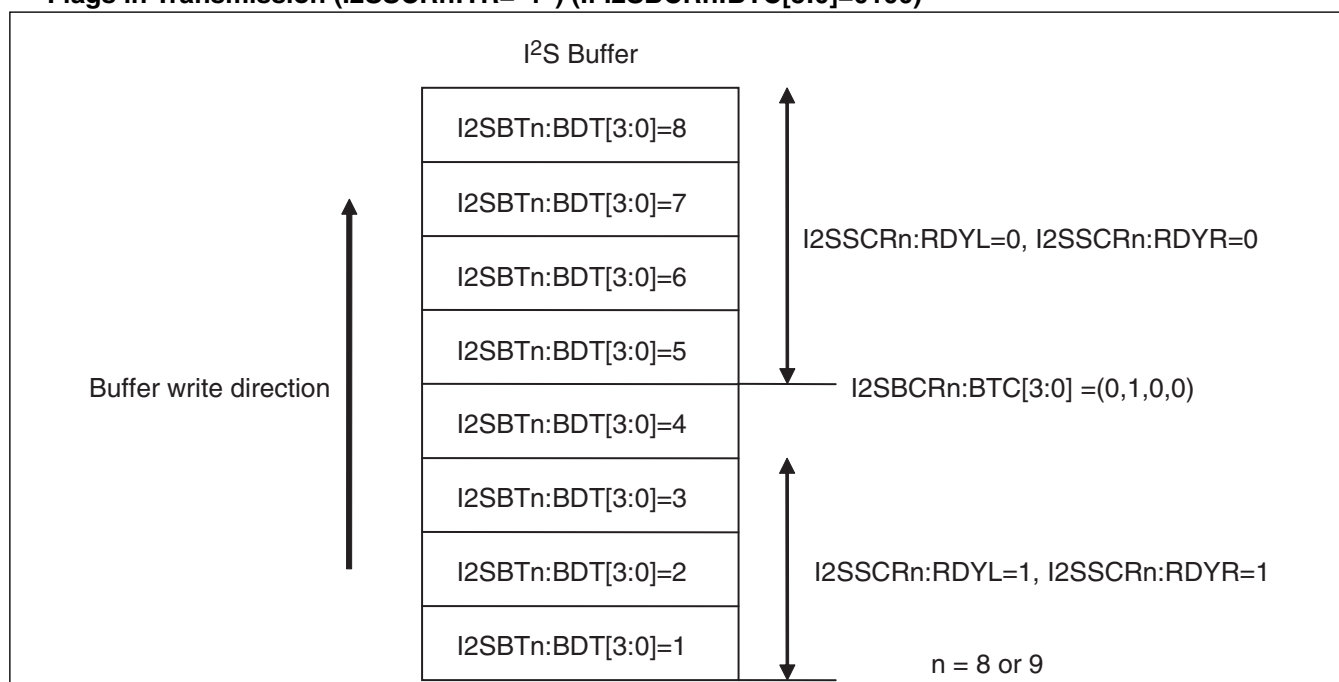 I2S Buffer
I2SBTn:BDT[3:0]=8
I2SBTn:BDT[3:0]=7
I2SSCRn:RDYL=0, I2SSCRn:RDYR=0
I2SBTn:BDT[3:0]=6
I2SBTn:BDT[3:0]=5
Buffer write direction
I2SBCRn:BTC[3:0] =(0,1,0,0)
I2SBTn:BDT[3:0]=4
I2SBTn:BDT[3:0]=3
I2SBTn:BDT[3:0]=2
I2SSCRn:RDYL=1, I2SSCRn:RDYR=1
I2SBTn:BDT[3:0]=1
n = 8 or 9